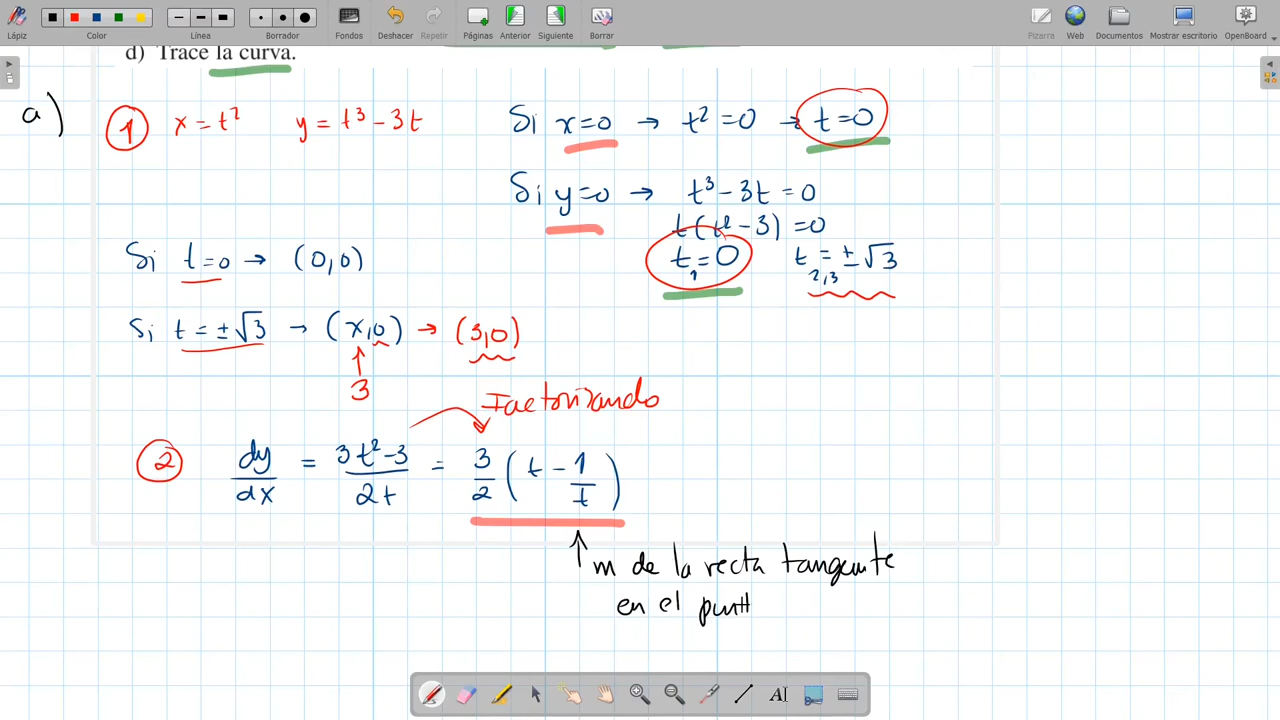 Lápiz Color Línea Borrador Fondos Deshacer Repetir Páginas Anterior Siguiente Borrar Pizarra Web Documentos Mostrar escritorio OpenBoard
d) Trace la curva.
a)
1 x = t² y = t³ - 3t
Si x=0 → t² = 0 → t = 0
Si y=0 → t³ - 3t = 0
t(t² - 3) = 0
t₁ = 0 t₂,₃ = ±√3
Si t=0 → (0,0)
Si t = ±√3 → (x,0) → (3,0)
3
Factorizando
2 dy/dx = (3t² - 3)/2t = 3/2 (t - 1/t)
m de la recta tangente
en el punt